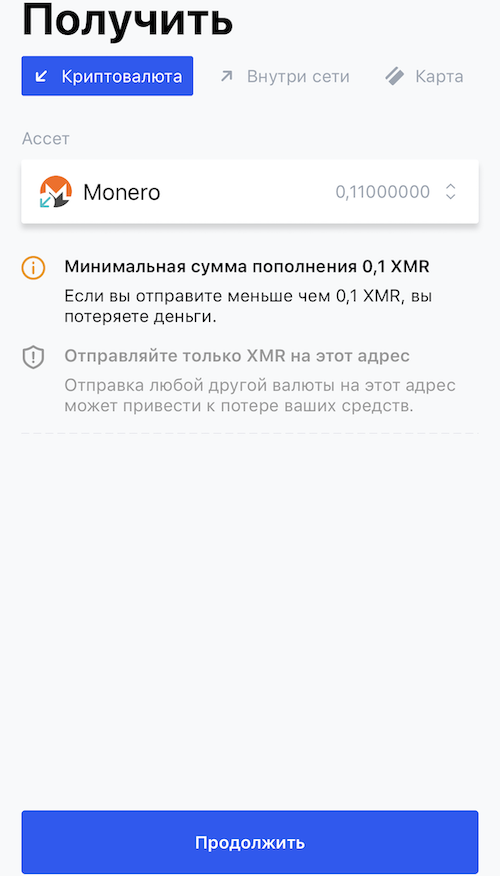 Получить
Криптовалюта
Внутри сети
Карта
Ассет
Monero 0,11000000
Минимальная сумма пополнения 0,1 XMR
Если вы отправите меньше чем 0,1 XMR, вы
потеряете деньги.
Отправляйте только XMR на этот адрес
Отправка любой другой валюты на этот адрес
может привести к потере ваших средств.
Продолжить